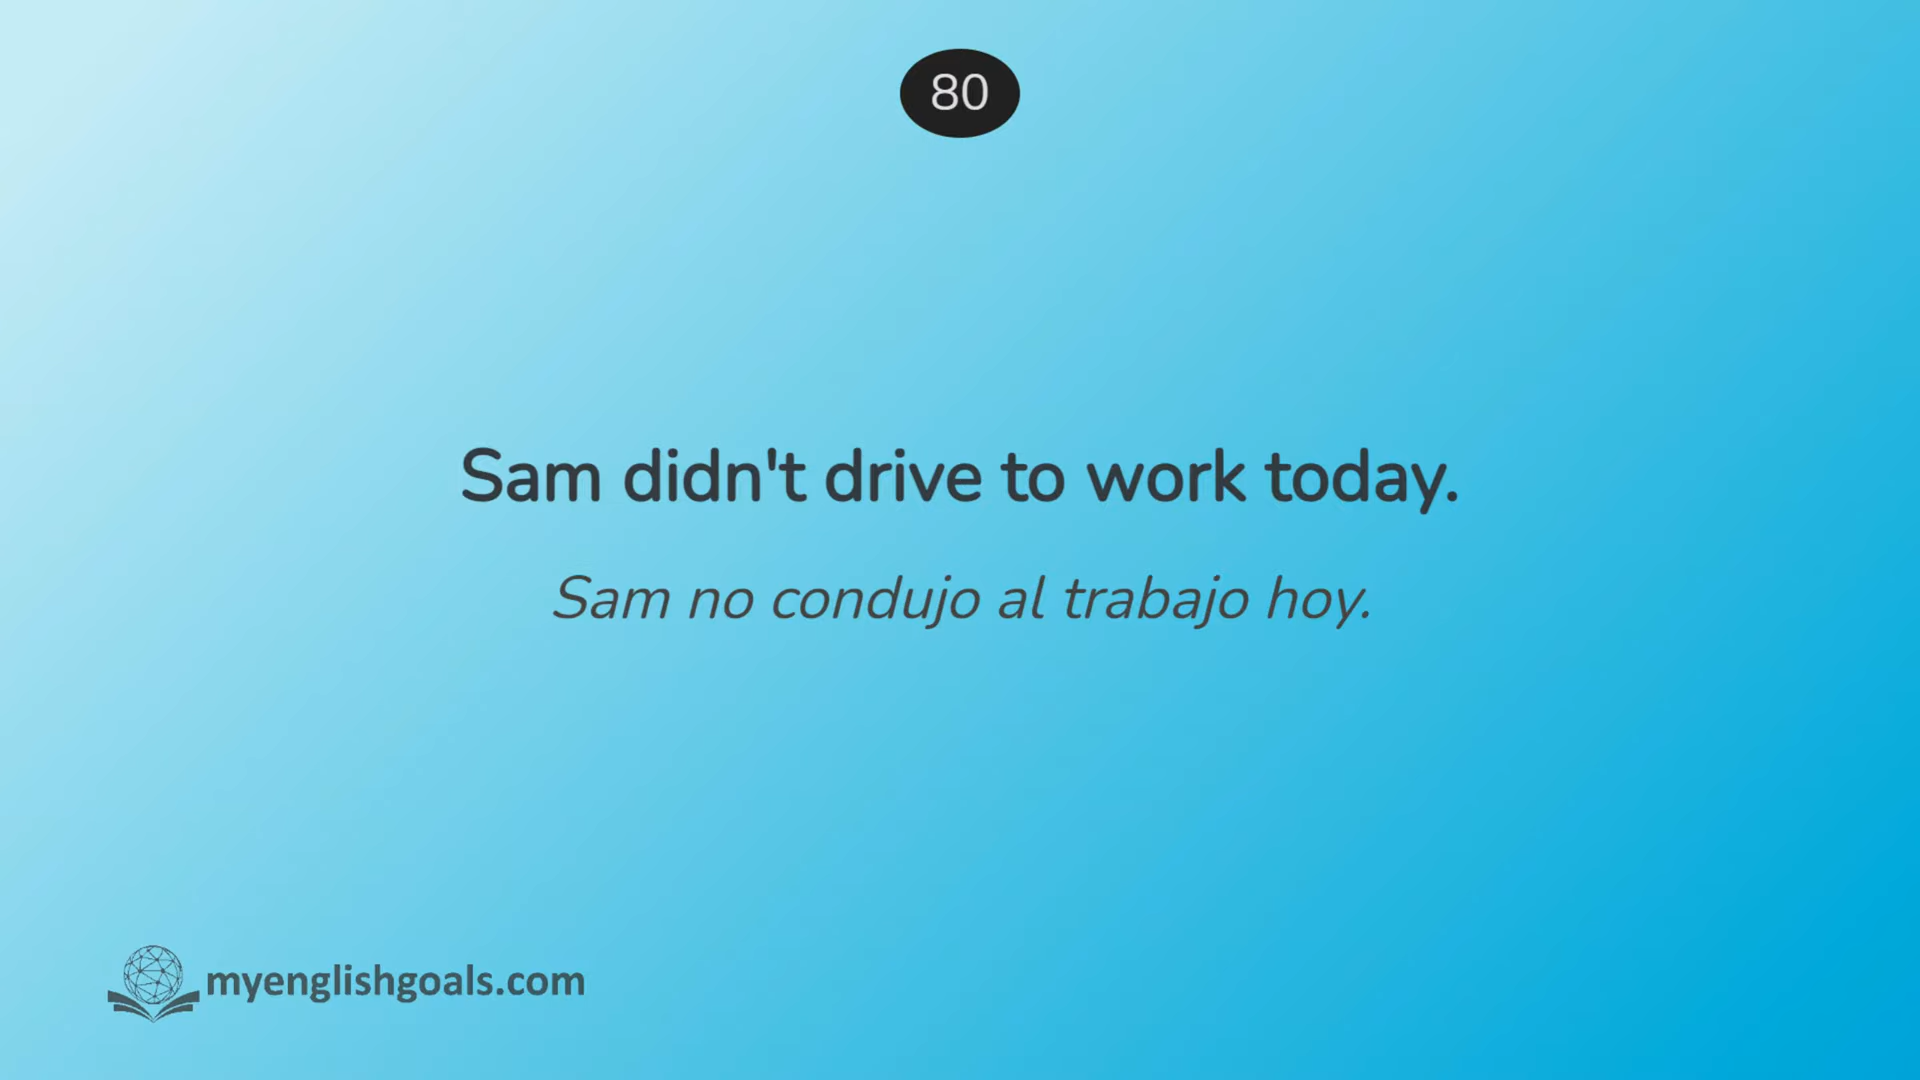 80
Sam didn't drive to work today.
Sam no condujo al trabajo hoy.
myenglishgoals.com